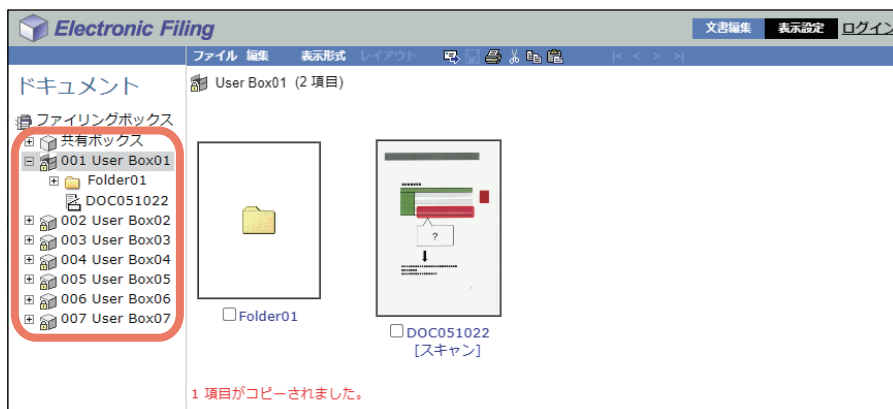 Electronic Filing
文書編集 表示設定 ログイン
ファイル 編集 表示形式 レイアウト |< < > >|
ドキュメント
User Box01 (2 項目)
ファイリングボックス
共有ボックス
001 User Box01
Folder01
DOC051022
002 User Box02
003 User Box03
004 User Box04
005 User Box05
006 User Box06
007 User Box07
?
Folder01
DOC051022
[スキャン]
1 項目がコピーされました。